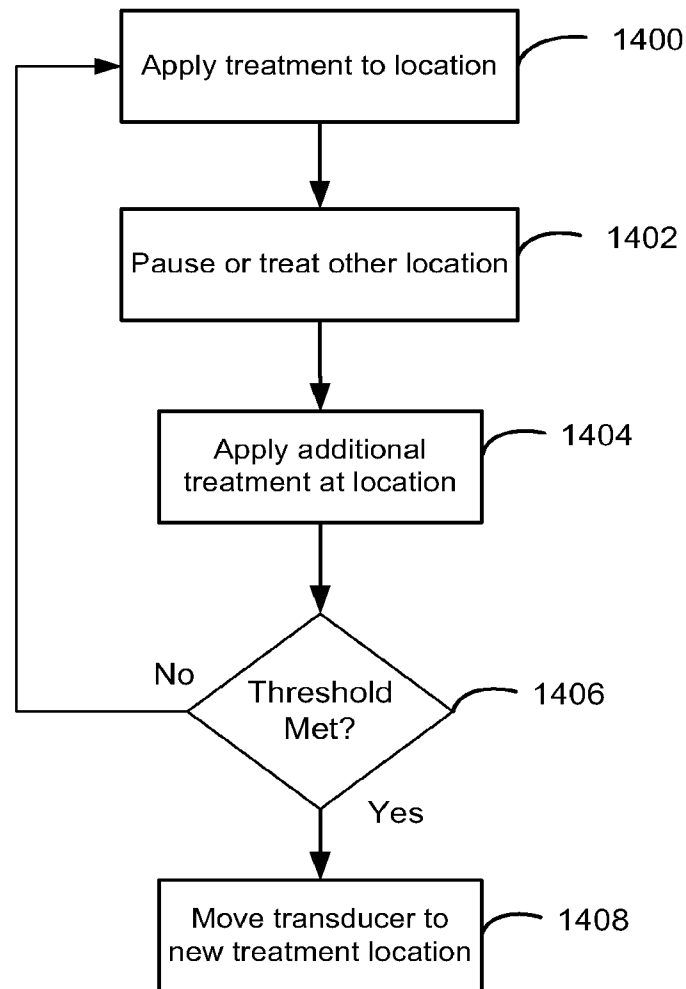 Apply treatment to location
1400
Pause or treat other location
1402
Apply additional
treatment at location
1404
No
Threshold
Met?
1406
Yes
Move transducer to
new treatment location
1408